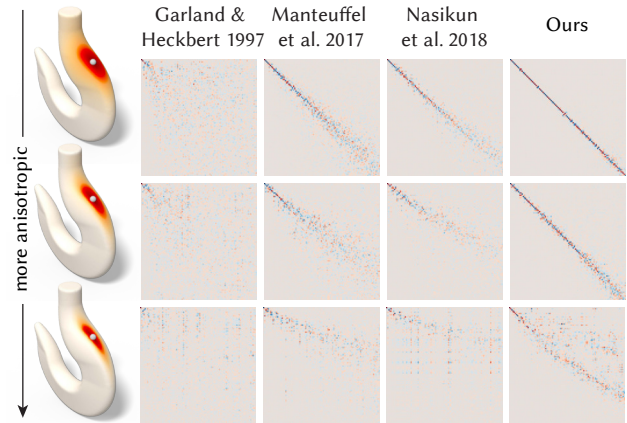 Garland &
Heckbert 1997
Manteuffel
et al. 2017
Nasikun
et al. 2018
Ours
more anisotropic